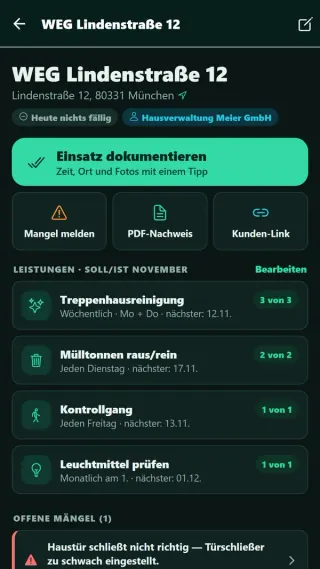 WEG Lindenstraße 12
WEG Lindenstraße 12
Lindenstraße 12, 80331 München
Heute nichts fällig
Hausverwaltung Meier GmbH
Einsatz dokumentieren
Zeit, Ort und Fotos mit einem Tipp
Mangel melden
PDF-Nachweis
Kunden-Link
LEISTUNGEN · SOLL/IST NOVEMBER
Bearbeiten
Treppenhausreinigung
3 von 3
Wöchentlich · Mo + Do · nächster: 12.11.
Mülltonnen raus/rein
2 von 2
Jeden Dienstag · nächster: 17.11.
Kontrollgang
1 von 1
Jeden Freitag · nächster: 13.11.
Leuchtmittel prüfen
1 von 1
Monatlich am 1. · nächster: 01.12.
OFFENE MÄNGEL (1)
Haustür schließt nicht richtig — Türschließer
zu schwach eingestellt.